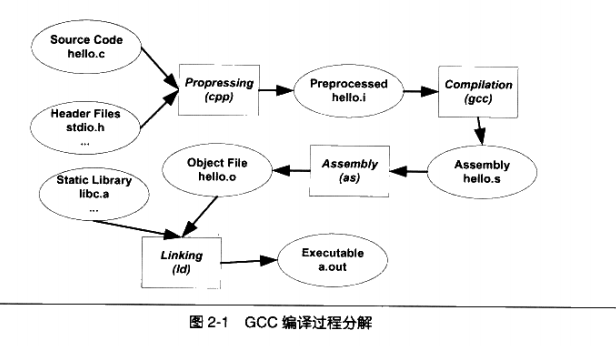 Source Code
hello.c
Header Files
stdio.h
...
Propressing
(cpp)
Preprocessed
hello.i
Compilation
(gcc)
Assembly
hello.s
Assembly
(as)
Object File
hello.o
Static Library
libc.a
...
Linking
(ld)
Executable
a.out
图 2-1 GCC 编译过程分解